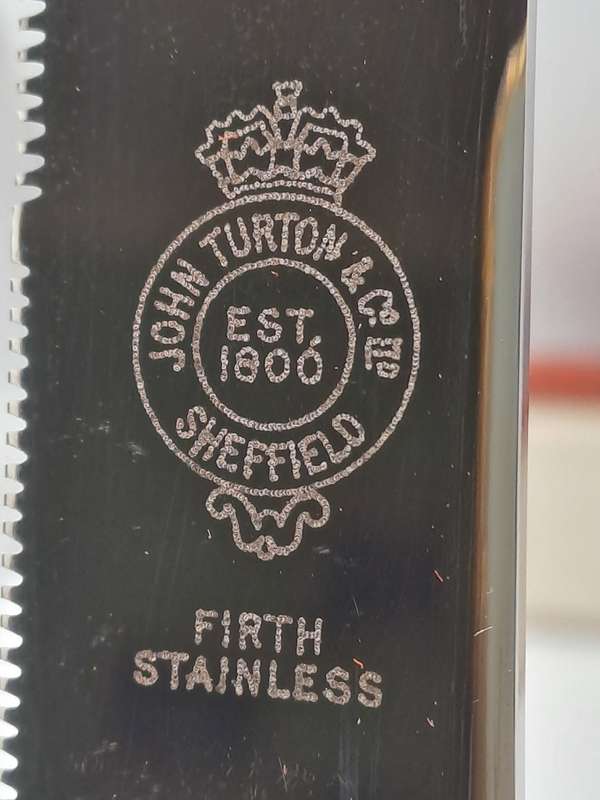 JOHN TURTON & Co LTD
EST.
1800
SHEFFIELD
FIRTH
STAINLESS